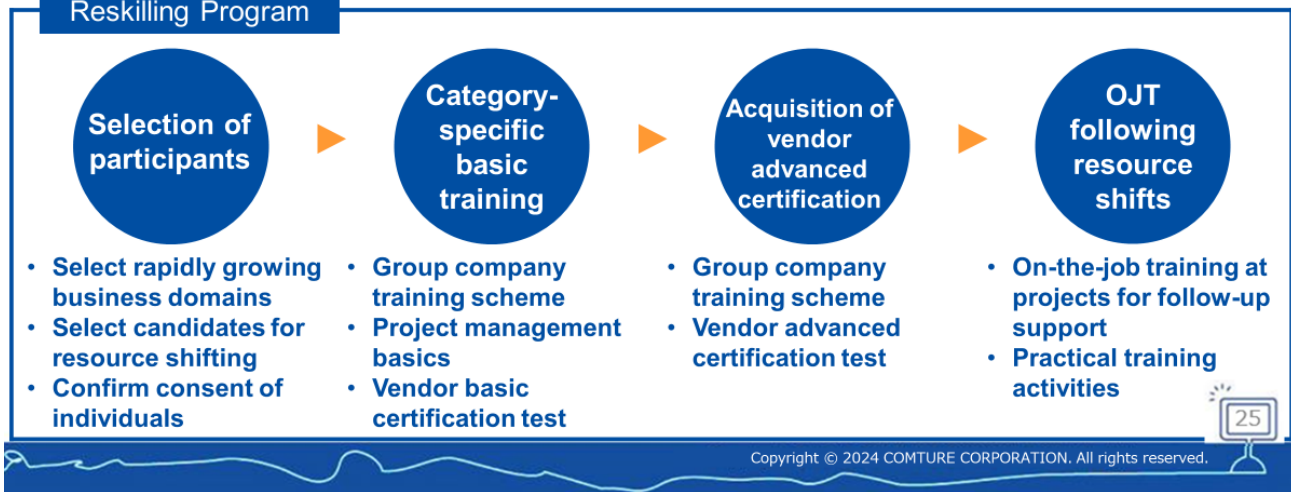 Reskilling Program
Selection of
participants
Category-
specific
basic
training
Acquisition of
vendor
advanced
certification
OJT
following
resource
shifts
• Select rapidly growing
business domains
• Select candidates for
resource shifting
• Confirm consent of
individuals
• Group company
training scheme
• Project management
basics
• Vendor basic
certification test
• Group company
training scheme
• Vendor advanced
certification test
• On-the-job training at
projects for follow-up
support
• Practical training
activities
25
Copyright © 2024 COMTURE CORPORATION. All rights reserved.